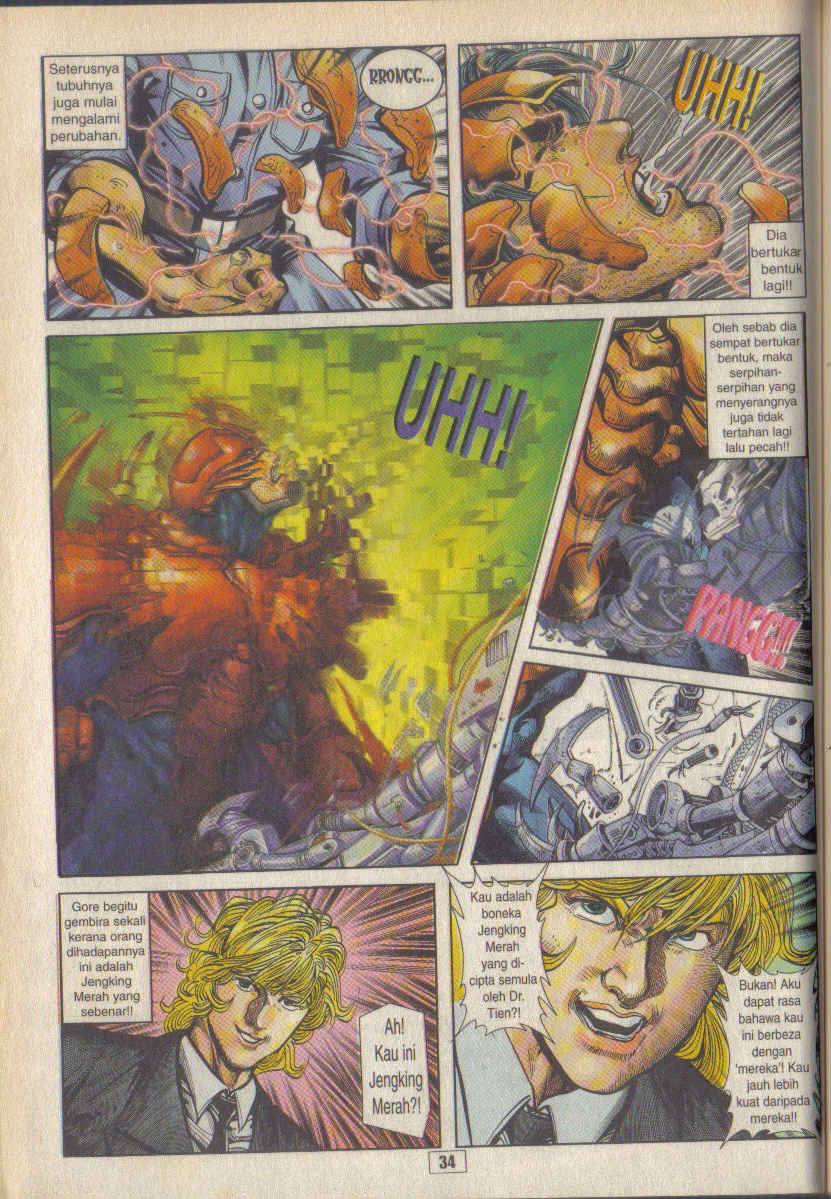 Seterusnya
tubuhnya
juga mulai
mengalami
perubahan.
RRONGG...
UHH!
Dia
bertukar
bentuk
lagi!!
UHH!
Oleh sebab dia
sempat bertukar
bentuk, maka
serpihan-
serpihan yang
menyerangnya
juga tidak
tertahan lagi
lalu pecah!!
PANGG!!!
Gore begitu
gembira sekali
kerana orang
dihadapannya
ini adalah
Jengking
Merah yang
sebenar!!
Ah!
Kau ini
Jengking
Merah?!
Kau adalah
boneka
Jengking
Merah
yang di-
cipta semula
oleh Dr.
Tien?!
Bukan! Aku
dapat rasa
bahawa kau
ini berbeza
dengan
'mereka'! Kau
jauh lebih
kuat daripada
mereka!!
34